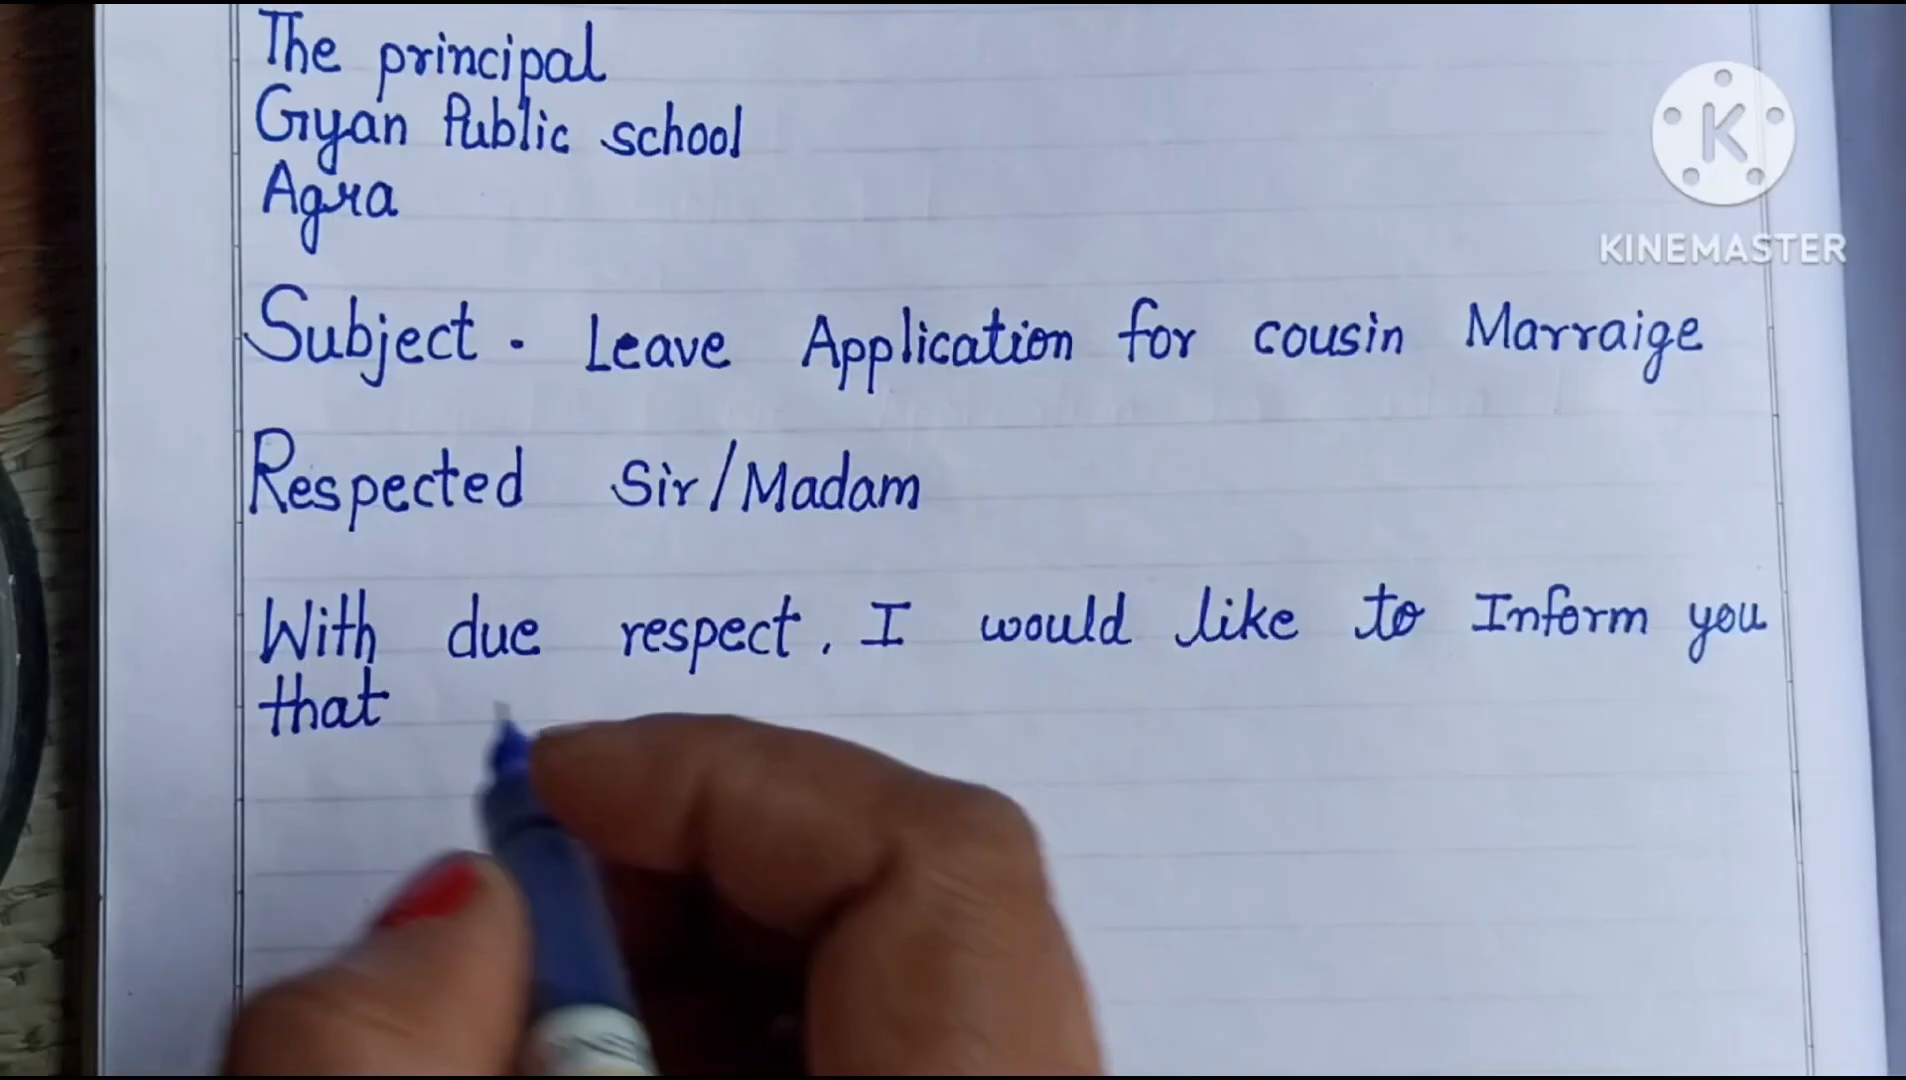 The principal
Gyan Public school
Agra
K
KINEMASTER
Subject - Leave Application for cousin Marraige
Respected Sir/Madam
With due respect, I would like to Inform you
that